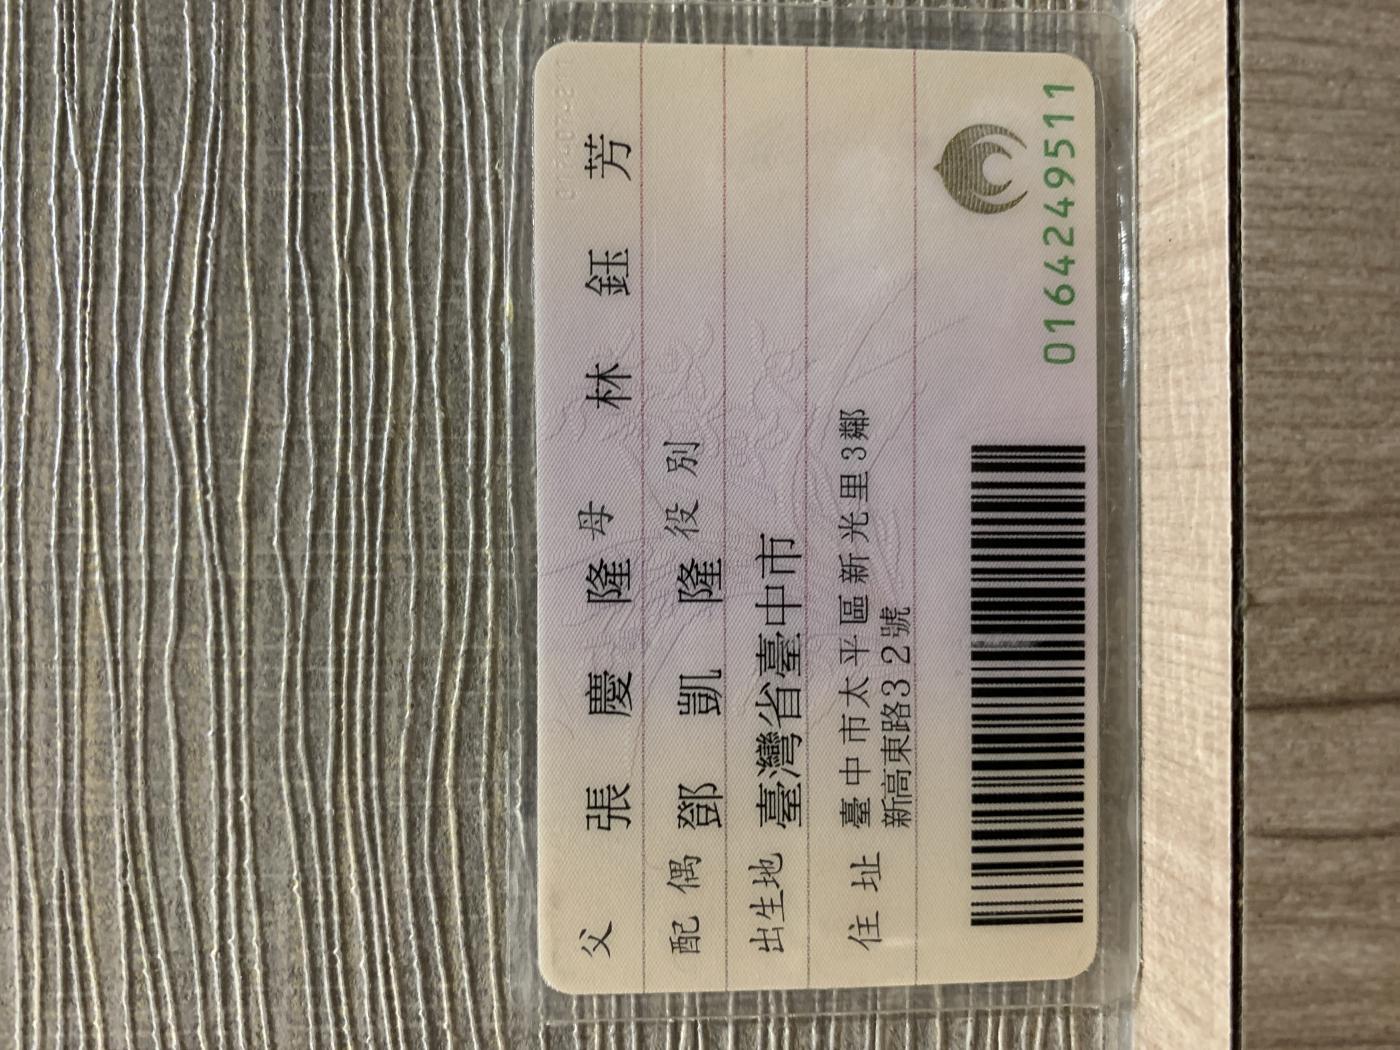 父 張慶隆 母 林鈺芳
配偶 鄧凱隆 役別
出生地 臺灣省臺中市
住址 臺中市太平區新光里3鄰
新高東路32號
0164249511